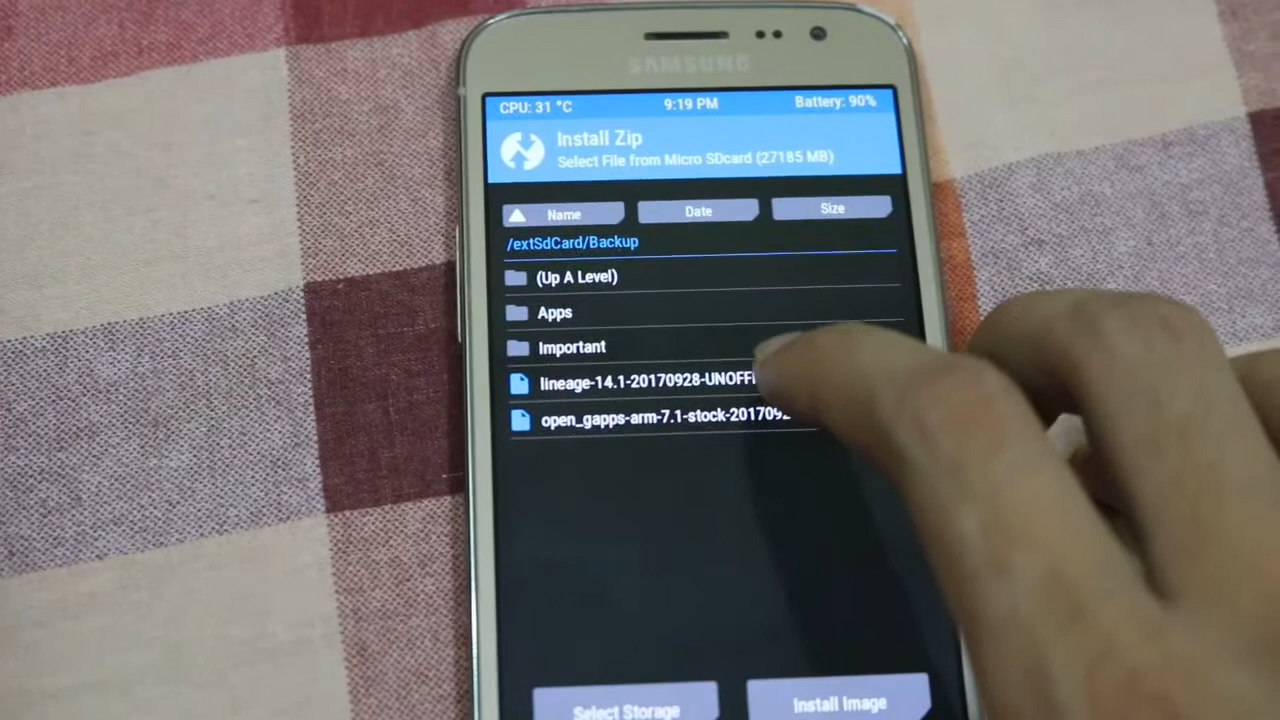 SAMSUNG
CPU: 31 °C 9:19 PM Battery: 90%
Install Zip
Select File from Micro SDcard (27185 MB)
Name Date Size
/extSdCard/Backup
(Up A Level)
Apps
Important
lineage-14.1-20170928-UNOFFI
open_gapps-arm-7.1-stock-201709
Select Storage Install Image